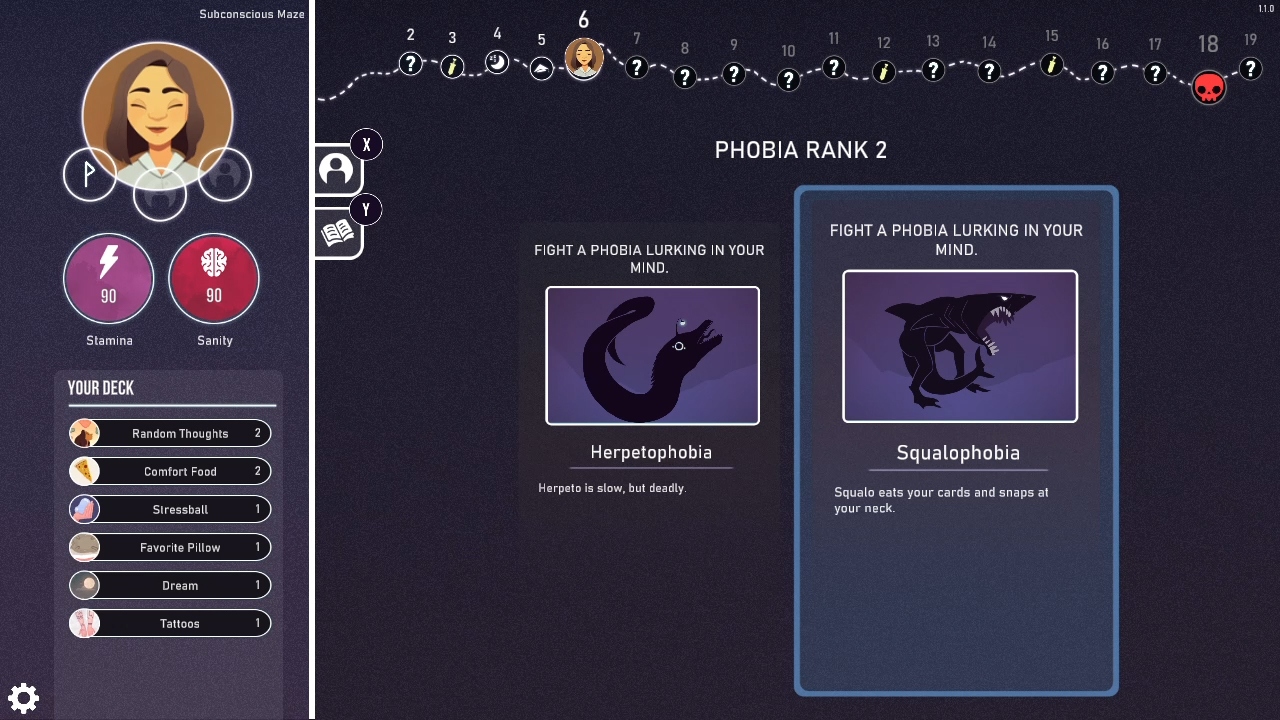 Subconscious Maze
90
90
Stamina
Sanity
YOUR DECK
Random Thoughts 2
Comfort Food 2
Stressball 1
Favorite Pillow 1
Dream 1
Tattoos 1
1.1.0
2 3 4 5 6 7 8 9 10 11 12 13 14 15 16 17 18 19
? ? ? ? ? ? ? ? ? ? ? ?
X
Y
PHOBIA RANK 2
FIGHT A PHOBIA LURKING IN YOUR
MIND.
Herpetophobia
Herpeto is slow, but deadly.
FIGHT A PHOBIA LURKING IN YOUR
MIND.
Squalophobia
Squalo eats your cards and snaps at
your neck.